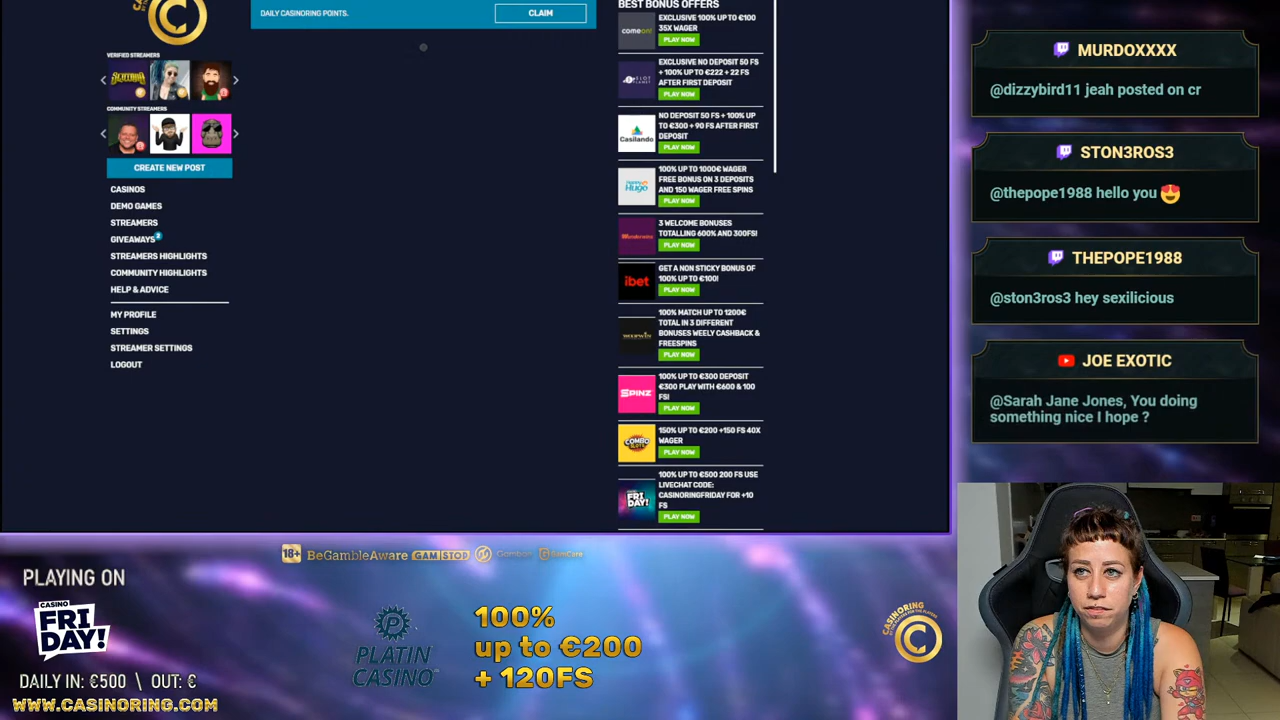 DAILY CASINORING POINTS.
CLAIM
VERIFIED STREAMERS
COMMUNITY STREAMERS
CREATE NEW POST
CASINOS
DEMO GAMES
STREAMERS
GIVEAWAYS 2
STREAMERS HIGHLIGHTS
COMMUNITY HIGHLIGHTS
HELP & ADVICE
MY PROFILE
SETTINGS
STREAMER SETTINGS
LOGOUT
BEST BONUS OFFERS
comeon!
EXCLUSIVE 100% UP TO €100
35X WAGER
PLAY NOW
SLOT
EXCLUSIVE NO DEPOSIT 50 FS
+ 100% UP TO €222 + 22 FS
AFTER FIRST DEPOSIT
PLAY NOW
Casilando
NO DEPOSIT 50 FS + 100% UP
TO €300 + 90 FS AFTER FIRST
DEPOSIT
PLAY NOW
Hugo
100% UP TO 1000€ WAGER
FREE BONUS ON 3 DEPOSITS
AND 150 WAGER FREE SPINS
PLAY NOW
3 WELCOME BONUSES
TOTALLING 600% AND 300FS!
PLAY NOW
ibet
GET A NON STICKY BONUS OF
100% UP TO €100!
PLAY NOW
100% MATCH UP TO 1200€
TOTAL IN 3 DIFFERENT
BONUSES WEELY CASHBACK &
FREESPINS
PLAY NOW
SPINZ
100% UP TO €300 DEPOSIT
€300 PLAY WITH €600 & 100
FS!
PLAY NOW
COMBO
SLOTS
150% UP TO €200 +150 FS 40X
WAGER
PLAY NOW
FRI
DAY!
100% UP TO €500 200 FS USE
LIVECHAT CODE:
CASINORINGFRIDAY FOR +10
FS
PLAY NOW
MURDOXXXX
@dizzybird11 jeah posted on cr
STON3ROS3
@thepope1988 hello you 😍
THEPOPE1988
@ston3ros3 hey sexilicious
JOE EXOTIC
@Sarah Jane Jones, You doing
something nice I hope ?
18+ BeGambleAware GAMSTOP Gamban GamCare
PLAYING ON
CASINO
FRI
DAY!
DAILY IN: €500 \ OUT: €
WWW.CASINORING.COM
PLATIN
CASINO
100%
up to €200
+ 120FS
CASINORING